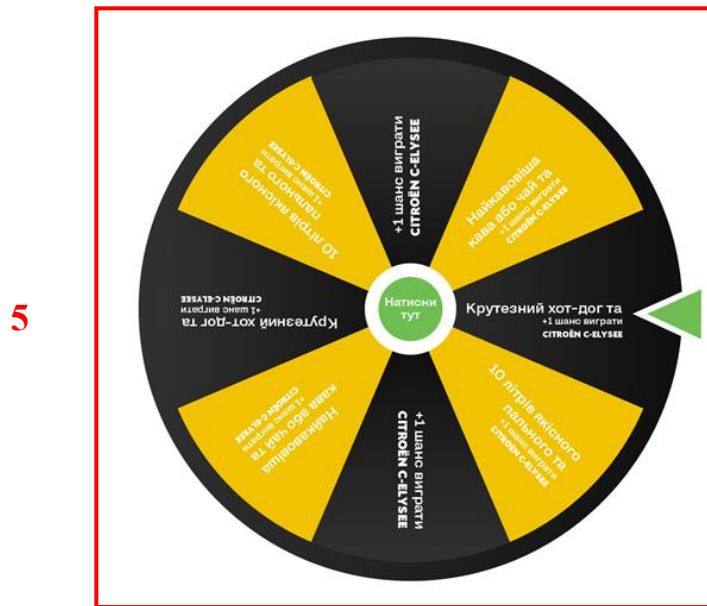 5
+1 шанс виграти
CITROËN C-ELYSEE
Найкавовіша
кава або чай та
+1 шанс виграти
CITROËN C-ELYSEE
Крутезний хот-дог та
+1 шанс виграти
CITROËN C-ELYSEE
10 літрів якісного
пального та
+1 шанс виграти
CITROËN C-ELYSEE
+1 шанс виграти
CITROËN C-ELYSEE
Найкавовіша
кава або чай та
+1 шанс виграти
CITROËN C-ELYSEE
Крутезний хот-дог та
+1 шанс виграти
CITROËN C-ELYSEE
10 літрів якісного
пального та
+1 шанс виграти
CITROËN C-ELYSEE
Натисни
тут